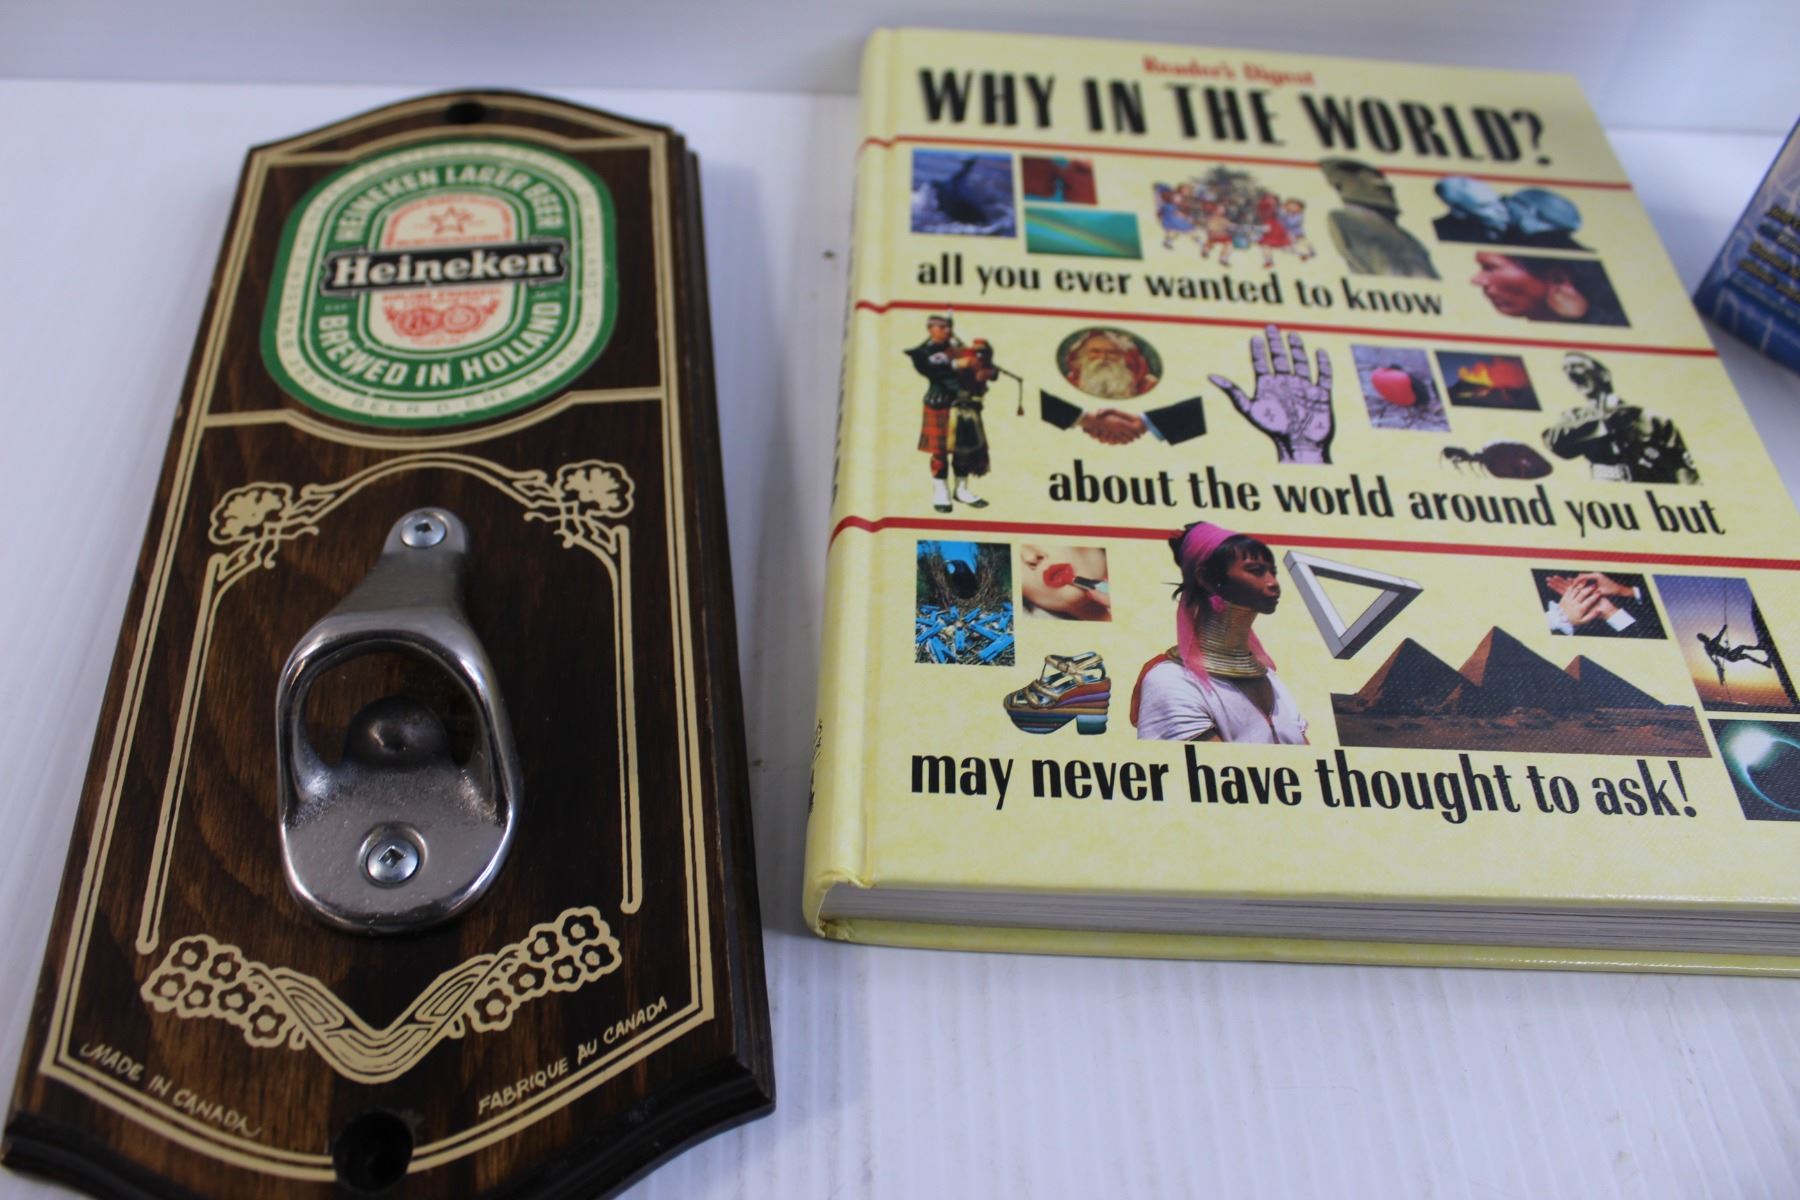 HEINEKEN LAGER BEER
Heineken
BREWED IN HOLLAND
MADE IN CANADA
FABRIQUE AU CANADA
Reader's Digest
WHY IN THE WORLD?
all you ever wanted to know
about the world around you but
may never have thought to ask!